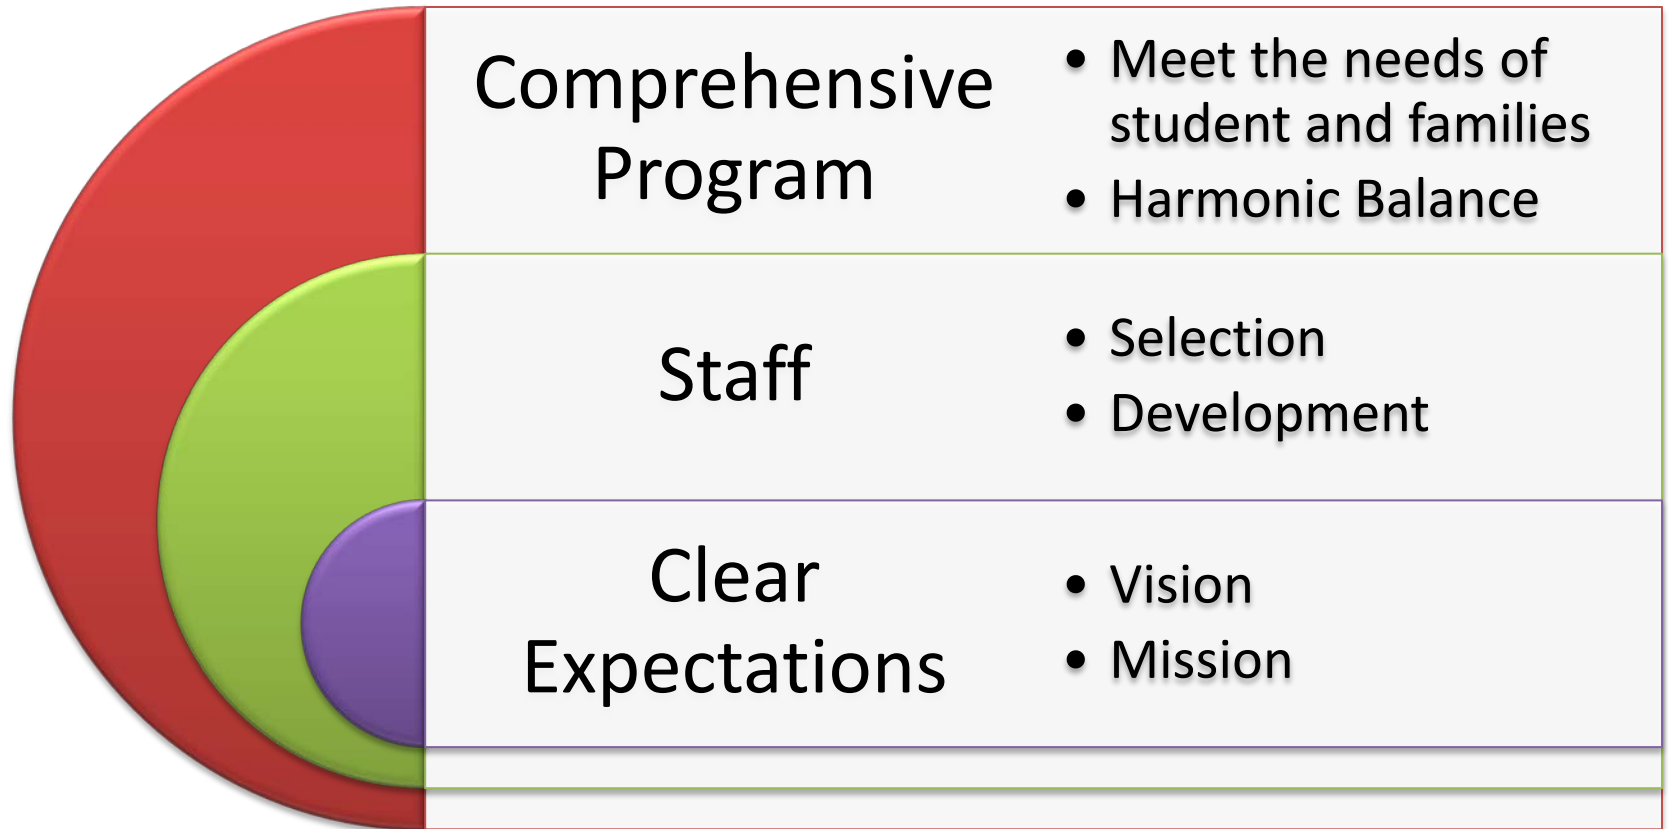 Comprehensive
Program
• Meet the needs of
student and families
• Harmonic Balance
Staff
• Selection
• Development
Clear
Expectations
• Vision
• Mission